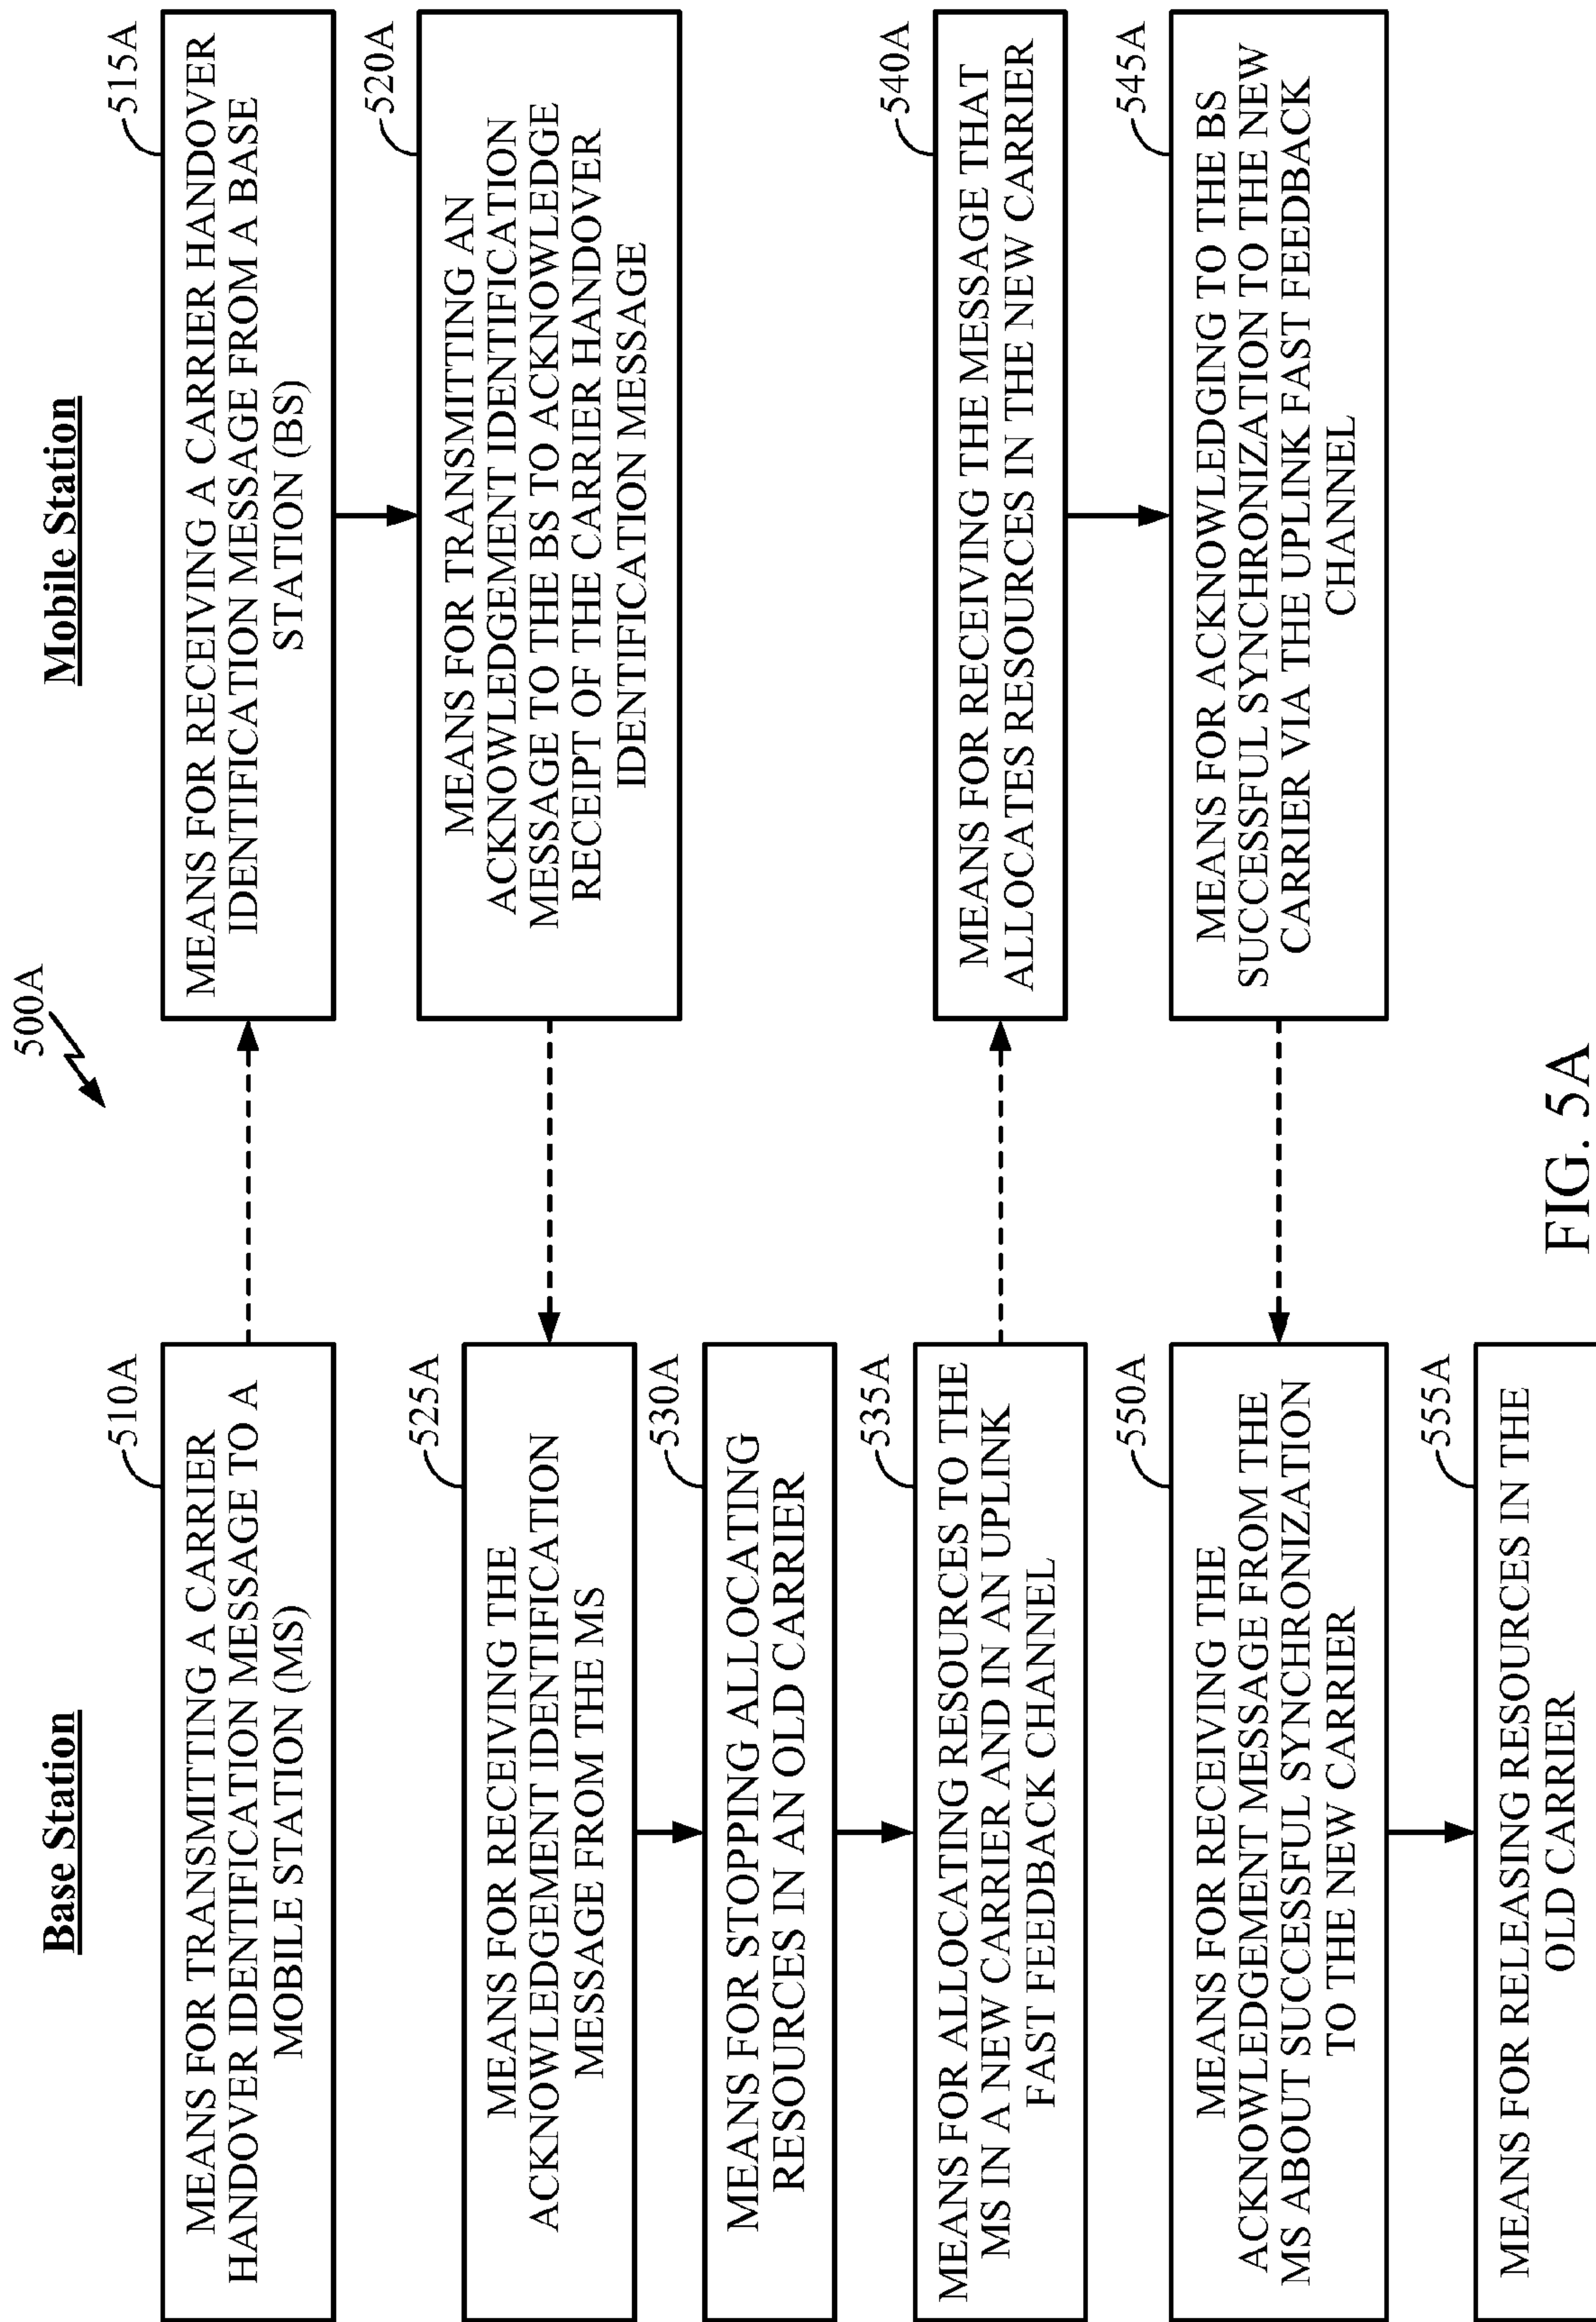 500A
Base Station
Mobile Station
510A
MEANS FOR TRANSMITTING A CARRIER
HANDOVER IDENTIFICATION MESSAGE TO A
MOBILE STATION (MS)
515A
MEANS FOR RECEIVING A CARRIER HANDOVER
IDENTIFICATION MESSAGE FROM A BASE
STATION (BS)
520A
MEANS FOR TRANSMITTING AN
ACKNOWLEDGEMENT IDENTIFICATION
MESSAGE TO THE BS TO ACKNOWLEDGE
RECEIPT OF THE CARRIER HANDOVER
IDENTIFICATION MESSAGE
525A
MEANS FOR RECEIVING THE
ACKNOWLEDGEMENT IDENTIFICATION
MESSAGE FROM THE MS
530A
MEANS FOR STOPPING ALLOCATING
RESOURCES IN AN OLD CARRIER
535A
MEANS FOR ALLOCATING RESOURCES TO THE
MS IN A NEW CARRIER AND IN AN UPLINK
FAST FEEDBACK CHANNEL
540A
MEANS FOR RECEIVING THE MESSAGE THAT
ALLOCATES RESOURCES IN THE NEW CARRIER
545A
MEANS FOR ACKNOWLEDGING TO THE BS
SUCCESSFUL SYNCHRONIZATION TO THE NEW
CARRIER VIA THE UPLINK FAST FEEDBACK
CHANNEL
550A
MEANS FOR RECEIVING THE
ACKNOWLEDGEMENT MESSAGE FROM THE
MS ABOUT SUCCESSFUL SYNCHRONIZATION
TO THE NEW CARRIER
555A
MEANS FOR RELEASING RESOURCES IN THE
OLD CARRIER
FIG. 5A